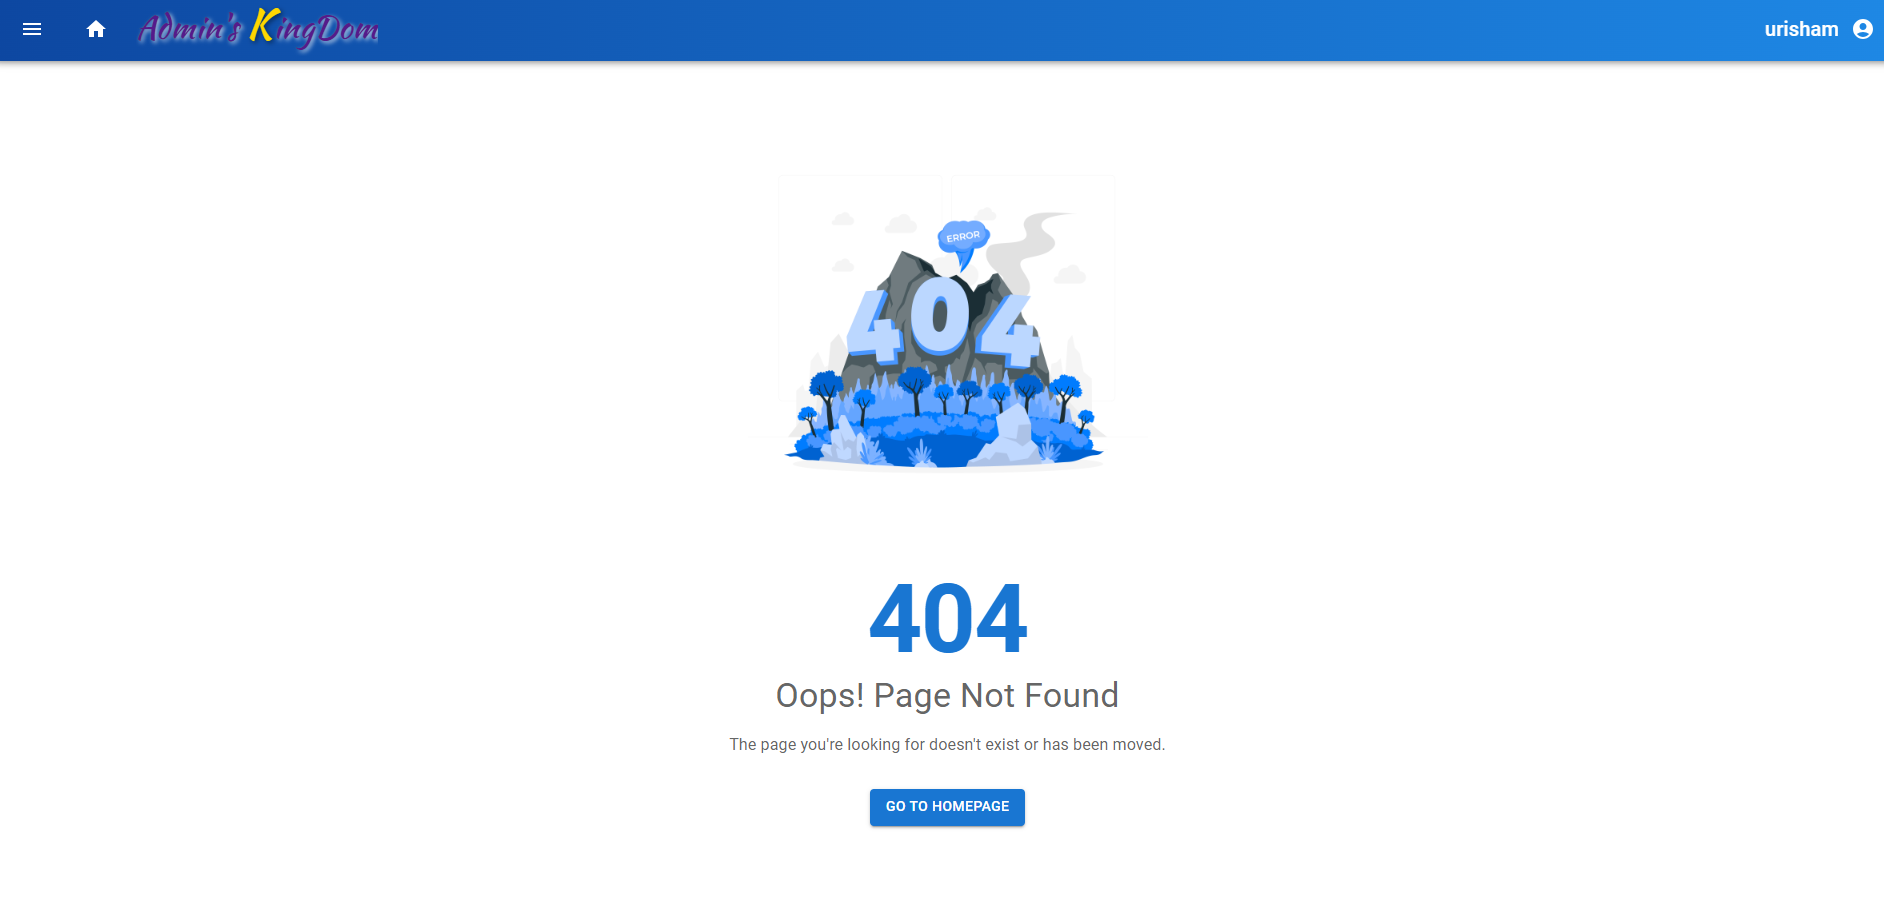 Admin's KingDom
urisham
ERROR
404
404
Oops! Page Not Found
The page you're looking for doesn't exist or has been moved.
GO TO HOMEPAGE